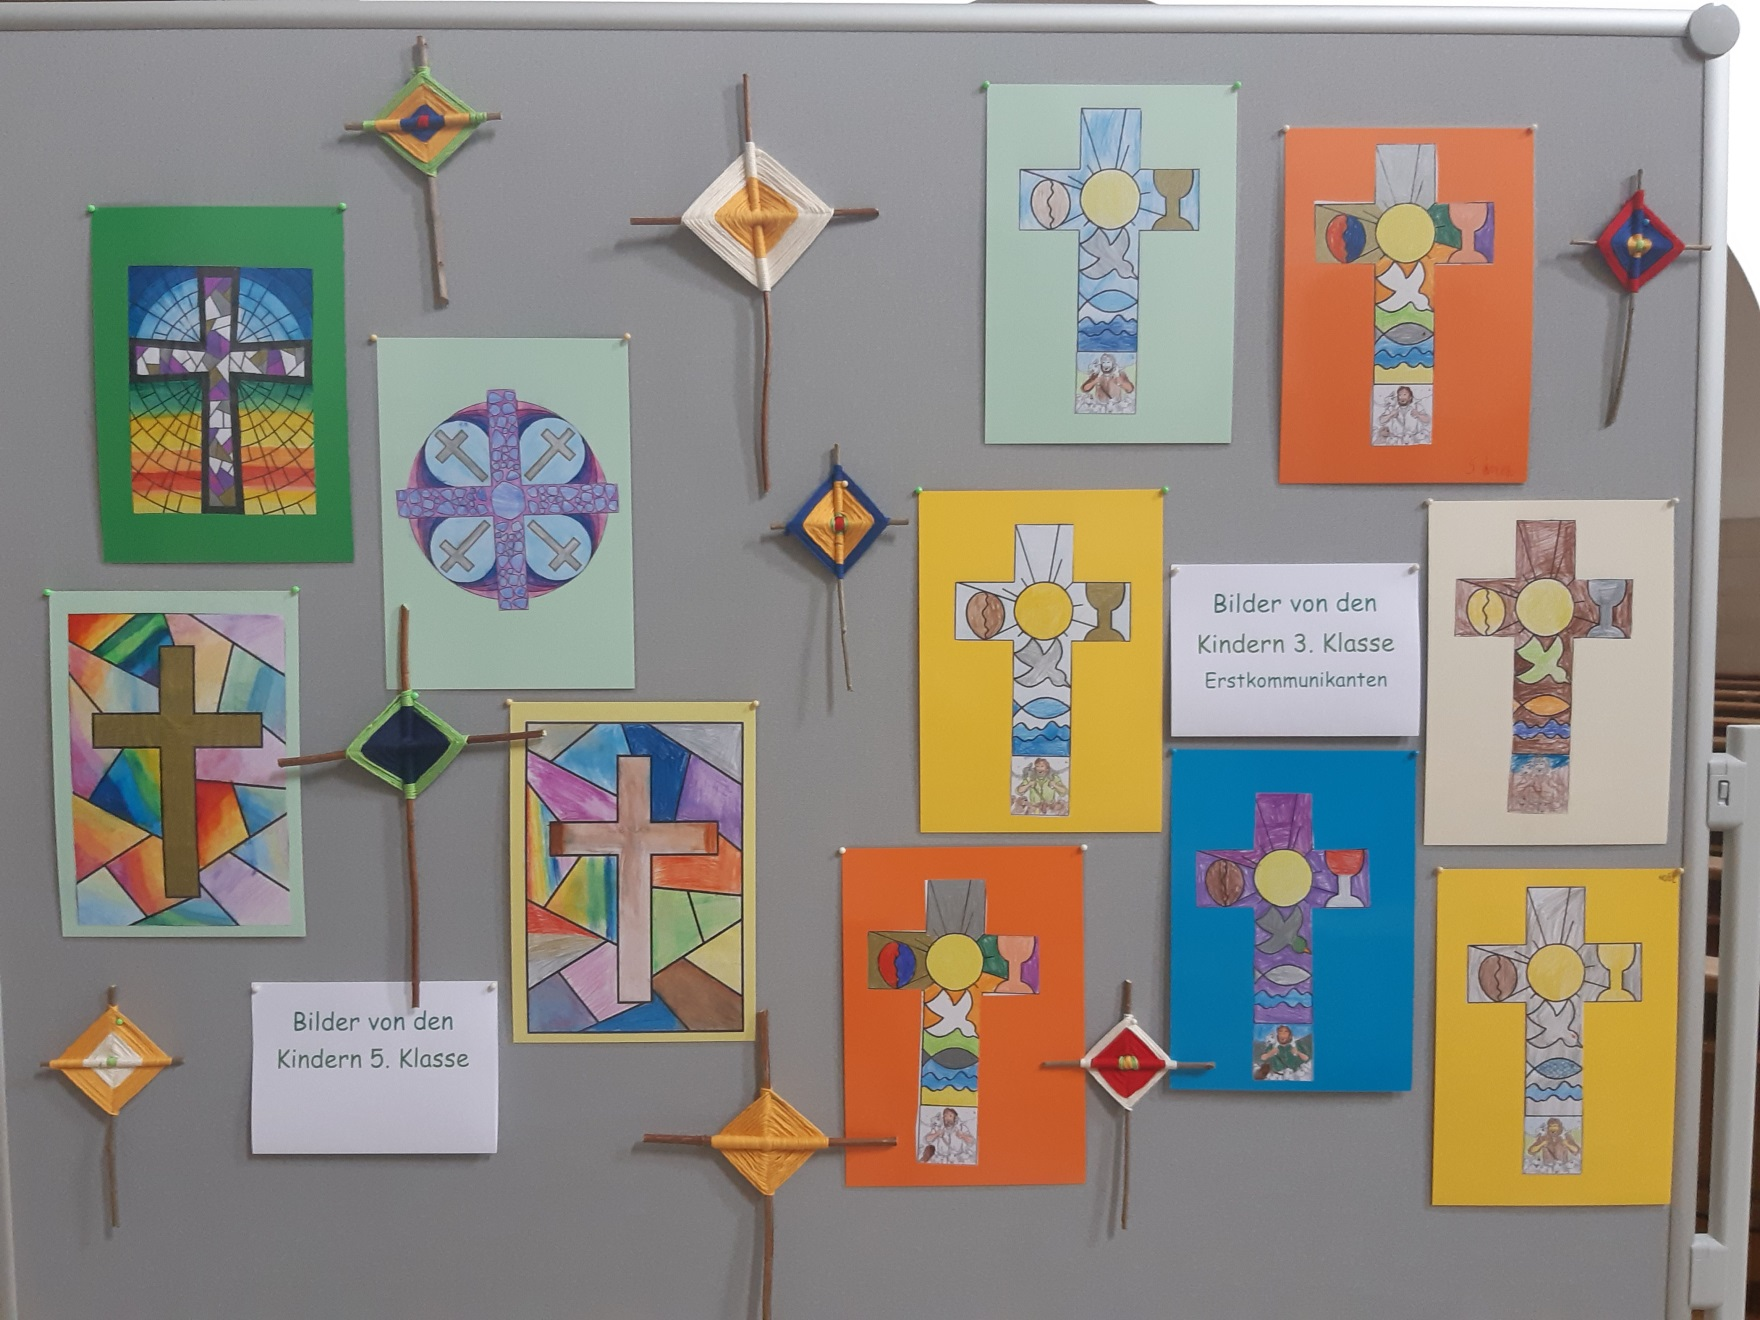 Bilder von den
Kindern 3. Klasse
Erstkommunikanten
Bilder von den
Kindern 5. Klasse